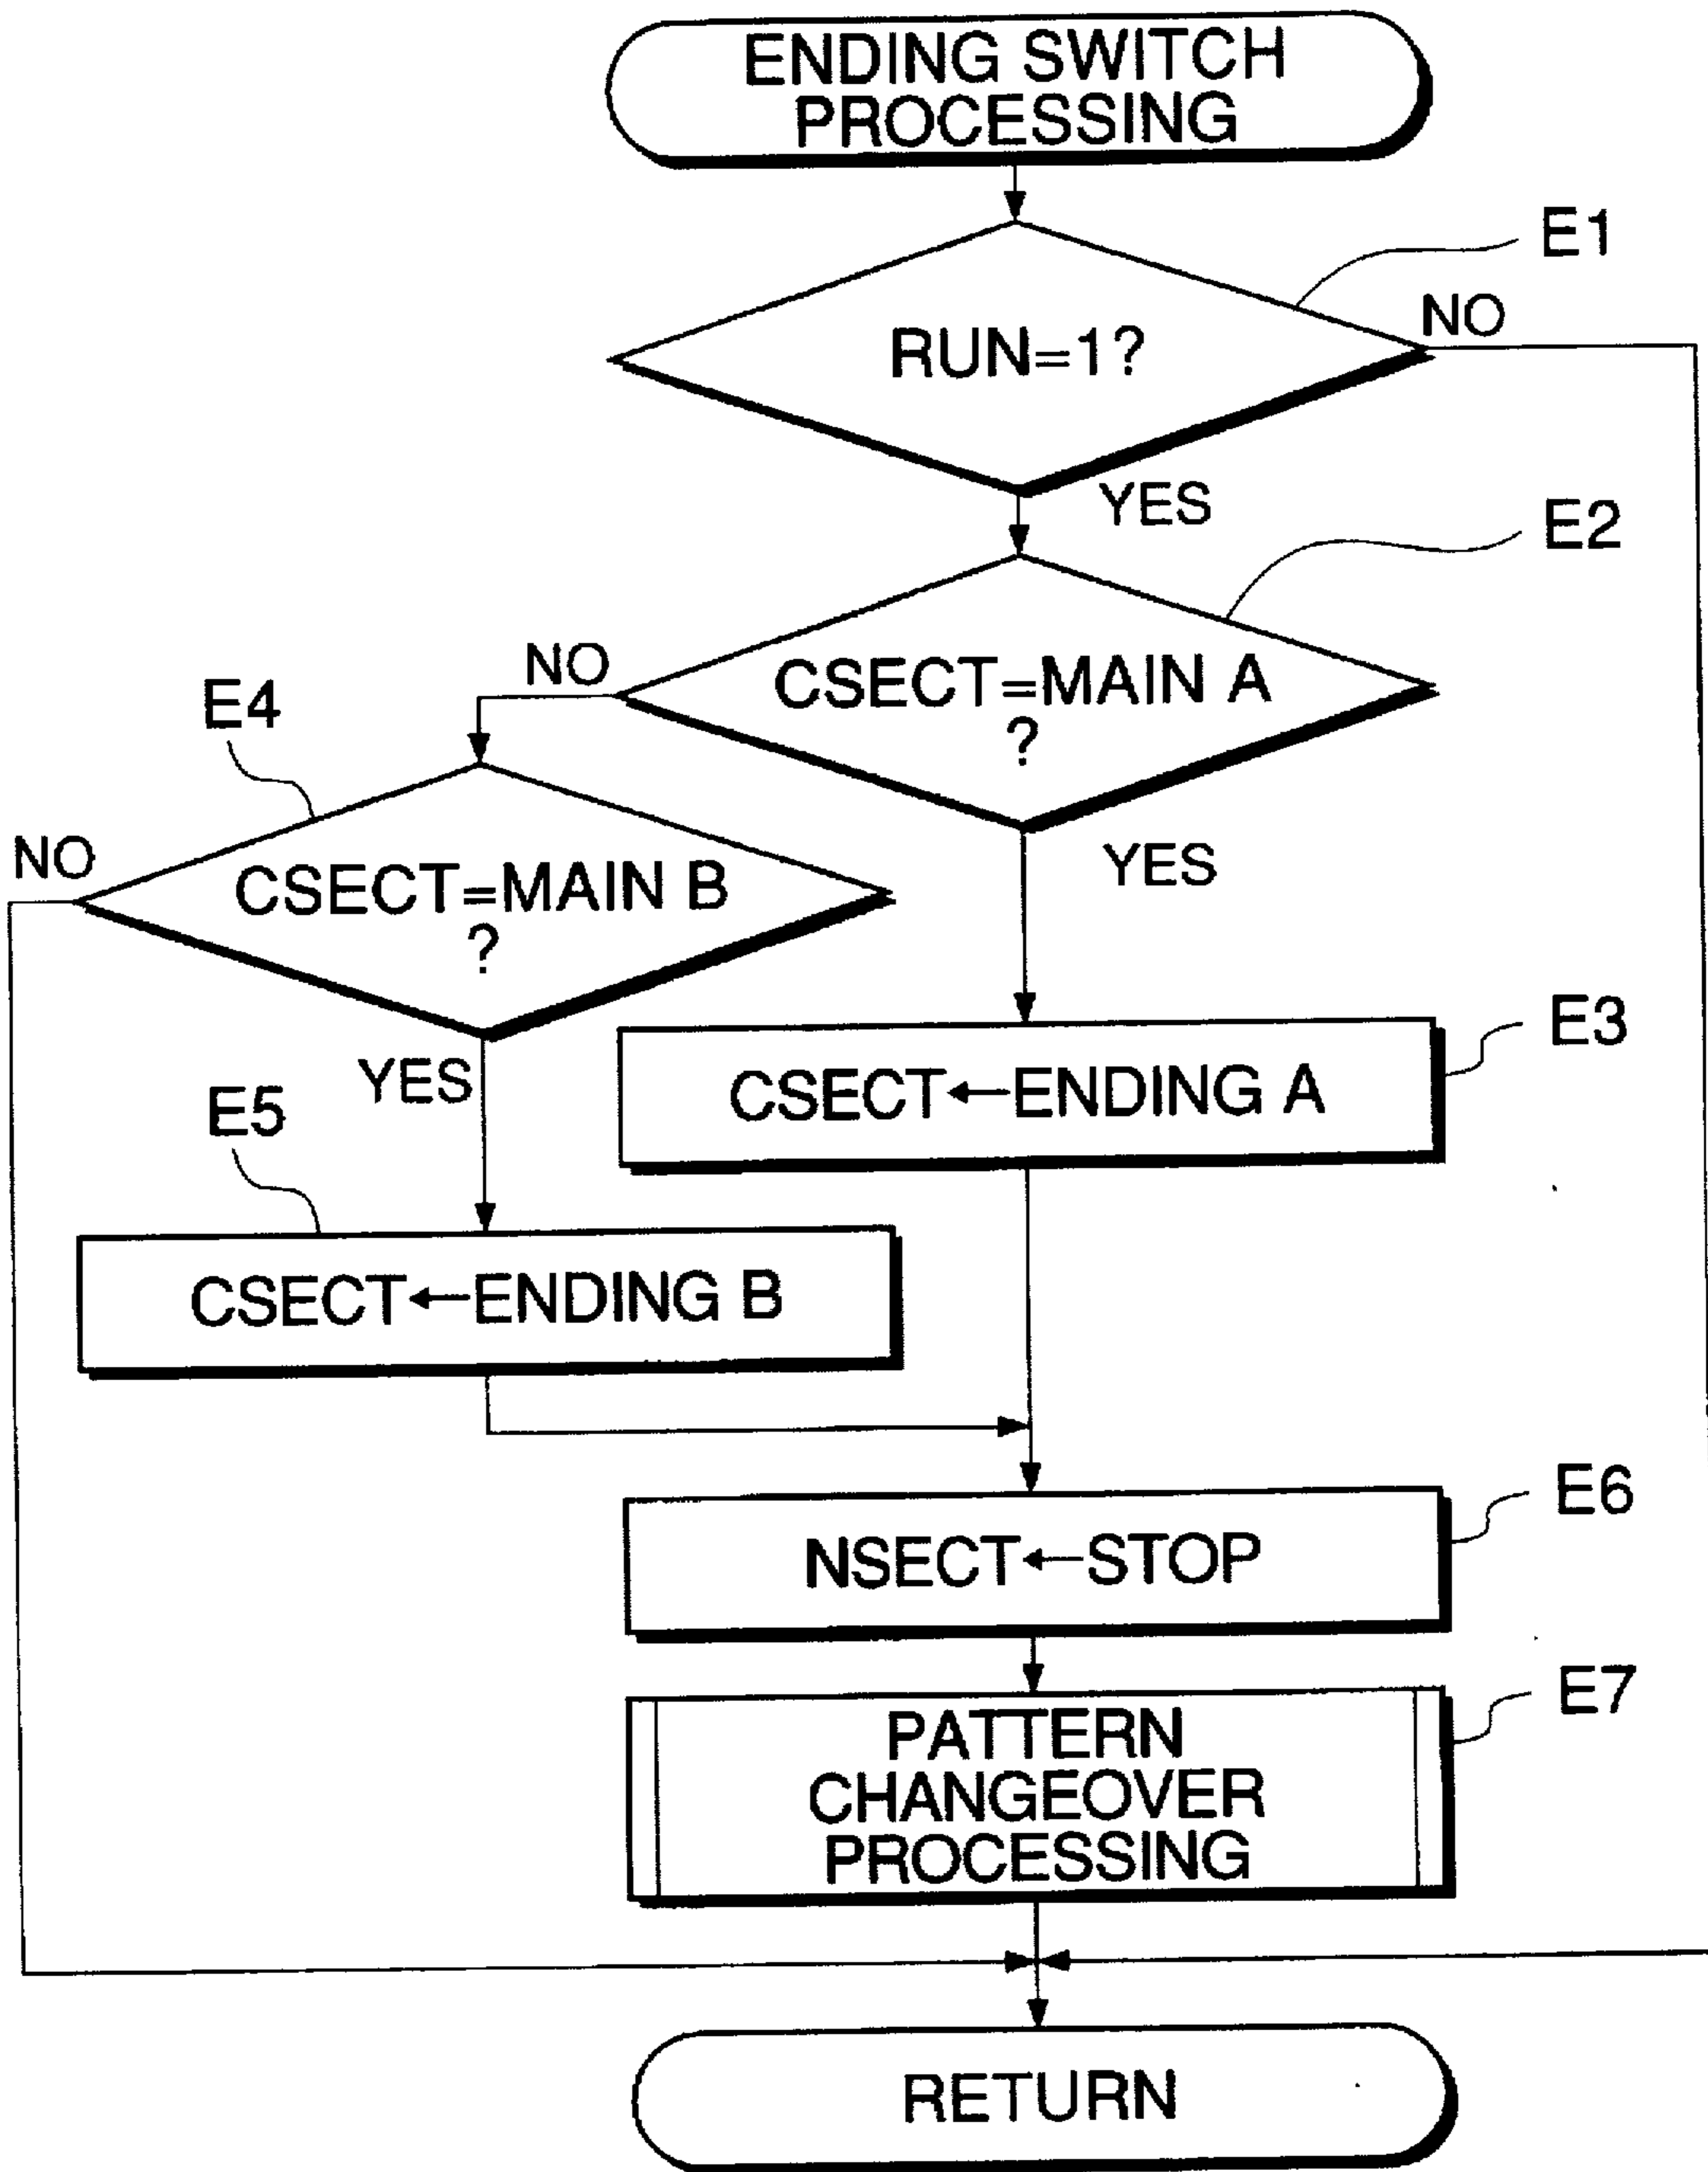 ENDING SWITCH
PROCESSING
E1
RUN=1?
NO
YES
E2
CSECT=MAIN A
?
NO
YES
E4
CSECT=MAIN B
?
NO
YES
E3
CSECT←ENDING A
E5
CSECT←ENDING B
E6
NSECT←STOP
E7
PATTERN
CHANGEOVER
PROCESSING
RETURN